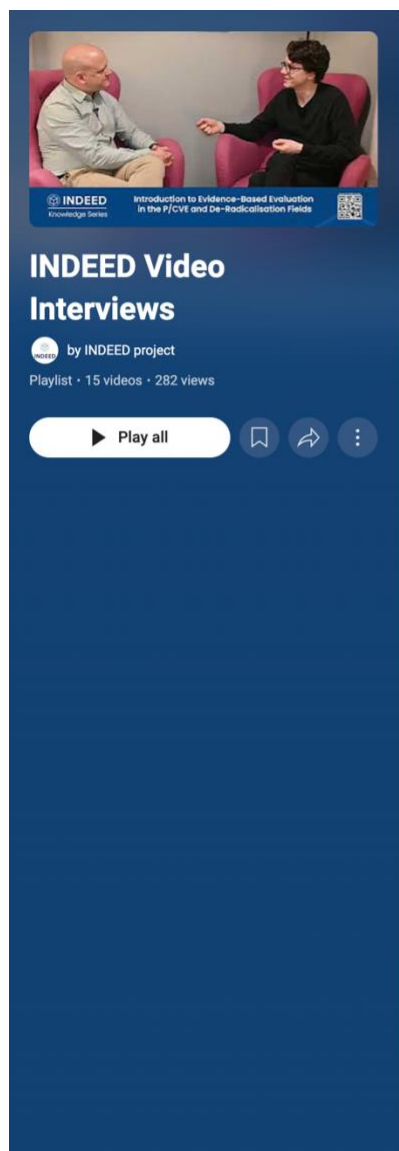 INDEED
Knowledge Series
Introduction to Evidence-Based Evaluation
in the P/CVE and De-Radicalisation Fields
INDEED Video
Interviews
INDEED
by INDEED project
Playlist • 15 videos • 282 views
Play all